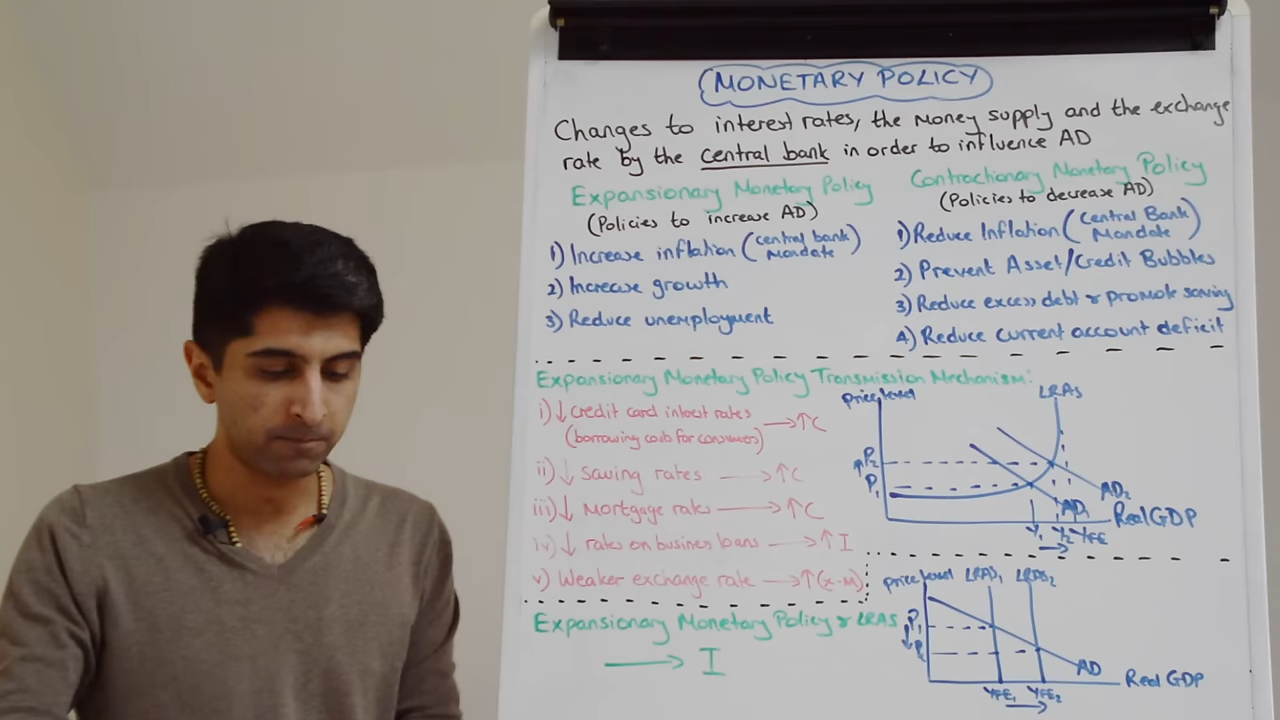 MONETARY POLICY
Changes to interest rates, the money supply and the exchange
rate by the central bank in order to influence AD
Expansionary Monetary Policy
(Policies to increase AD)
1) Increase inflation (central bank
mandate)
2) Increase growth
3) Reduce unemployment
Contractionary Monetary Policy
(Policies to decrease AD)
1) Reduce Inflation (Central Bank
Mandate)
2) Prevent Asset/Credit Bubbles
3) Reduce excess debt & promote saving
4) Reduce current account deficit
Expansionary Monetary Policy Transmission Mechanism:
i) ↓ credit card interest rates → ↑C
(borrowing costs for consumers)
ii) ↓ saving rates → ↑C
iii) ↓ mortgage rates → ↑C
iv) ↓ rates on business loans → ↑I
v) Weaker exchange rate → ↑(X-M)
Price level
LRAS
↑P2
P1
AD2
AD1
Real GDP
Y1 Y2 YFE
→
Expansionary Monetary Policy & LRAS
→ I
Price level LRAS1 LRAS2
P1
↓P2
AD
Real GDP
YFE1 YFE2
→